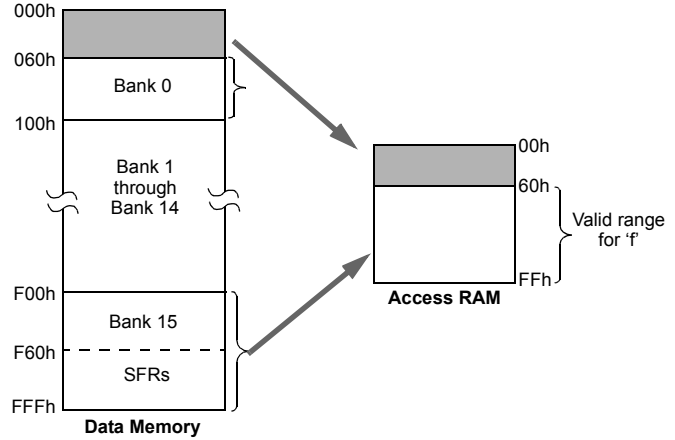 000h
060h
Bank 0
100h
Bank 1
through
Bank 14
F00h
Bank 15
F60h
SFRs
FFFh
Data Memory
00h
60h
Valid range
for ‘f’
FFh
Access RAM